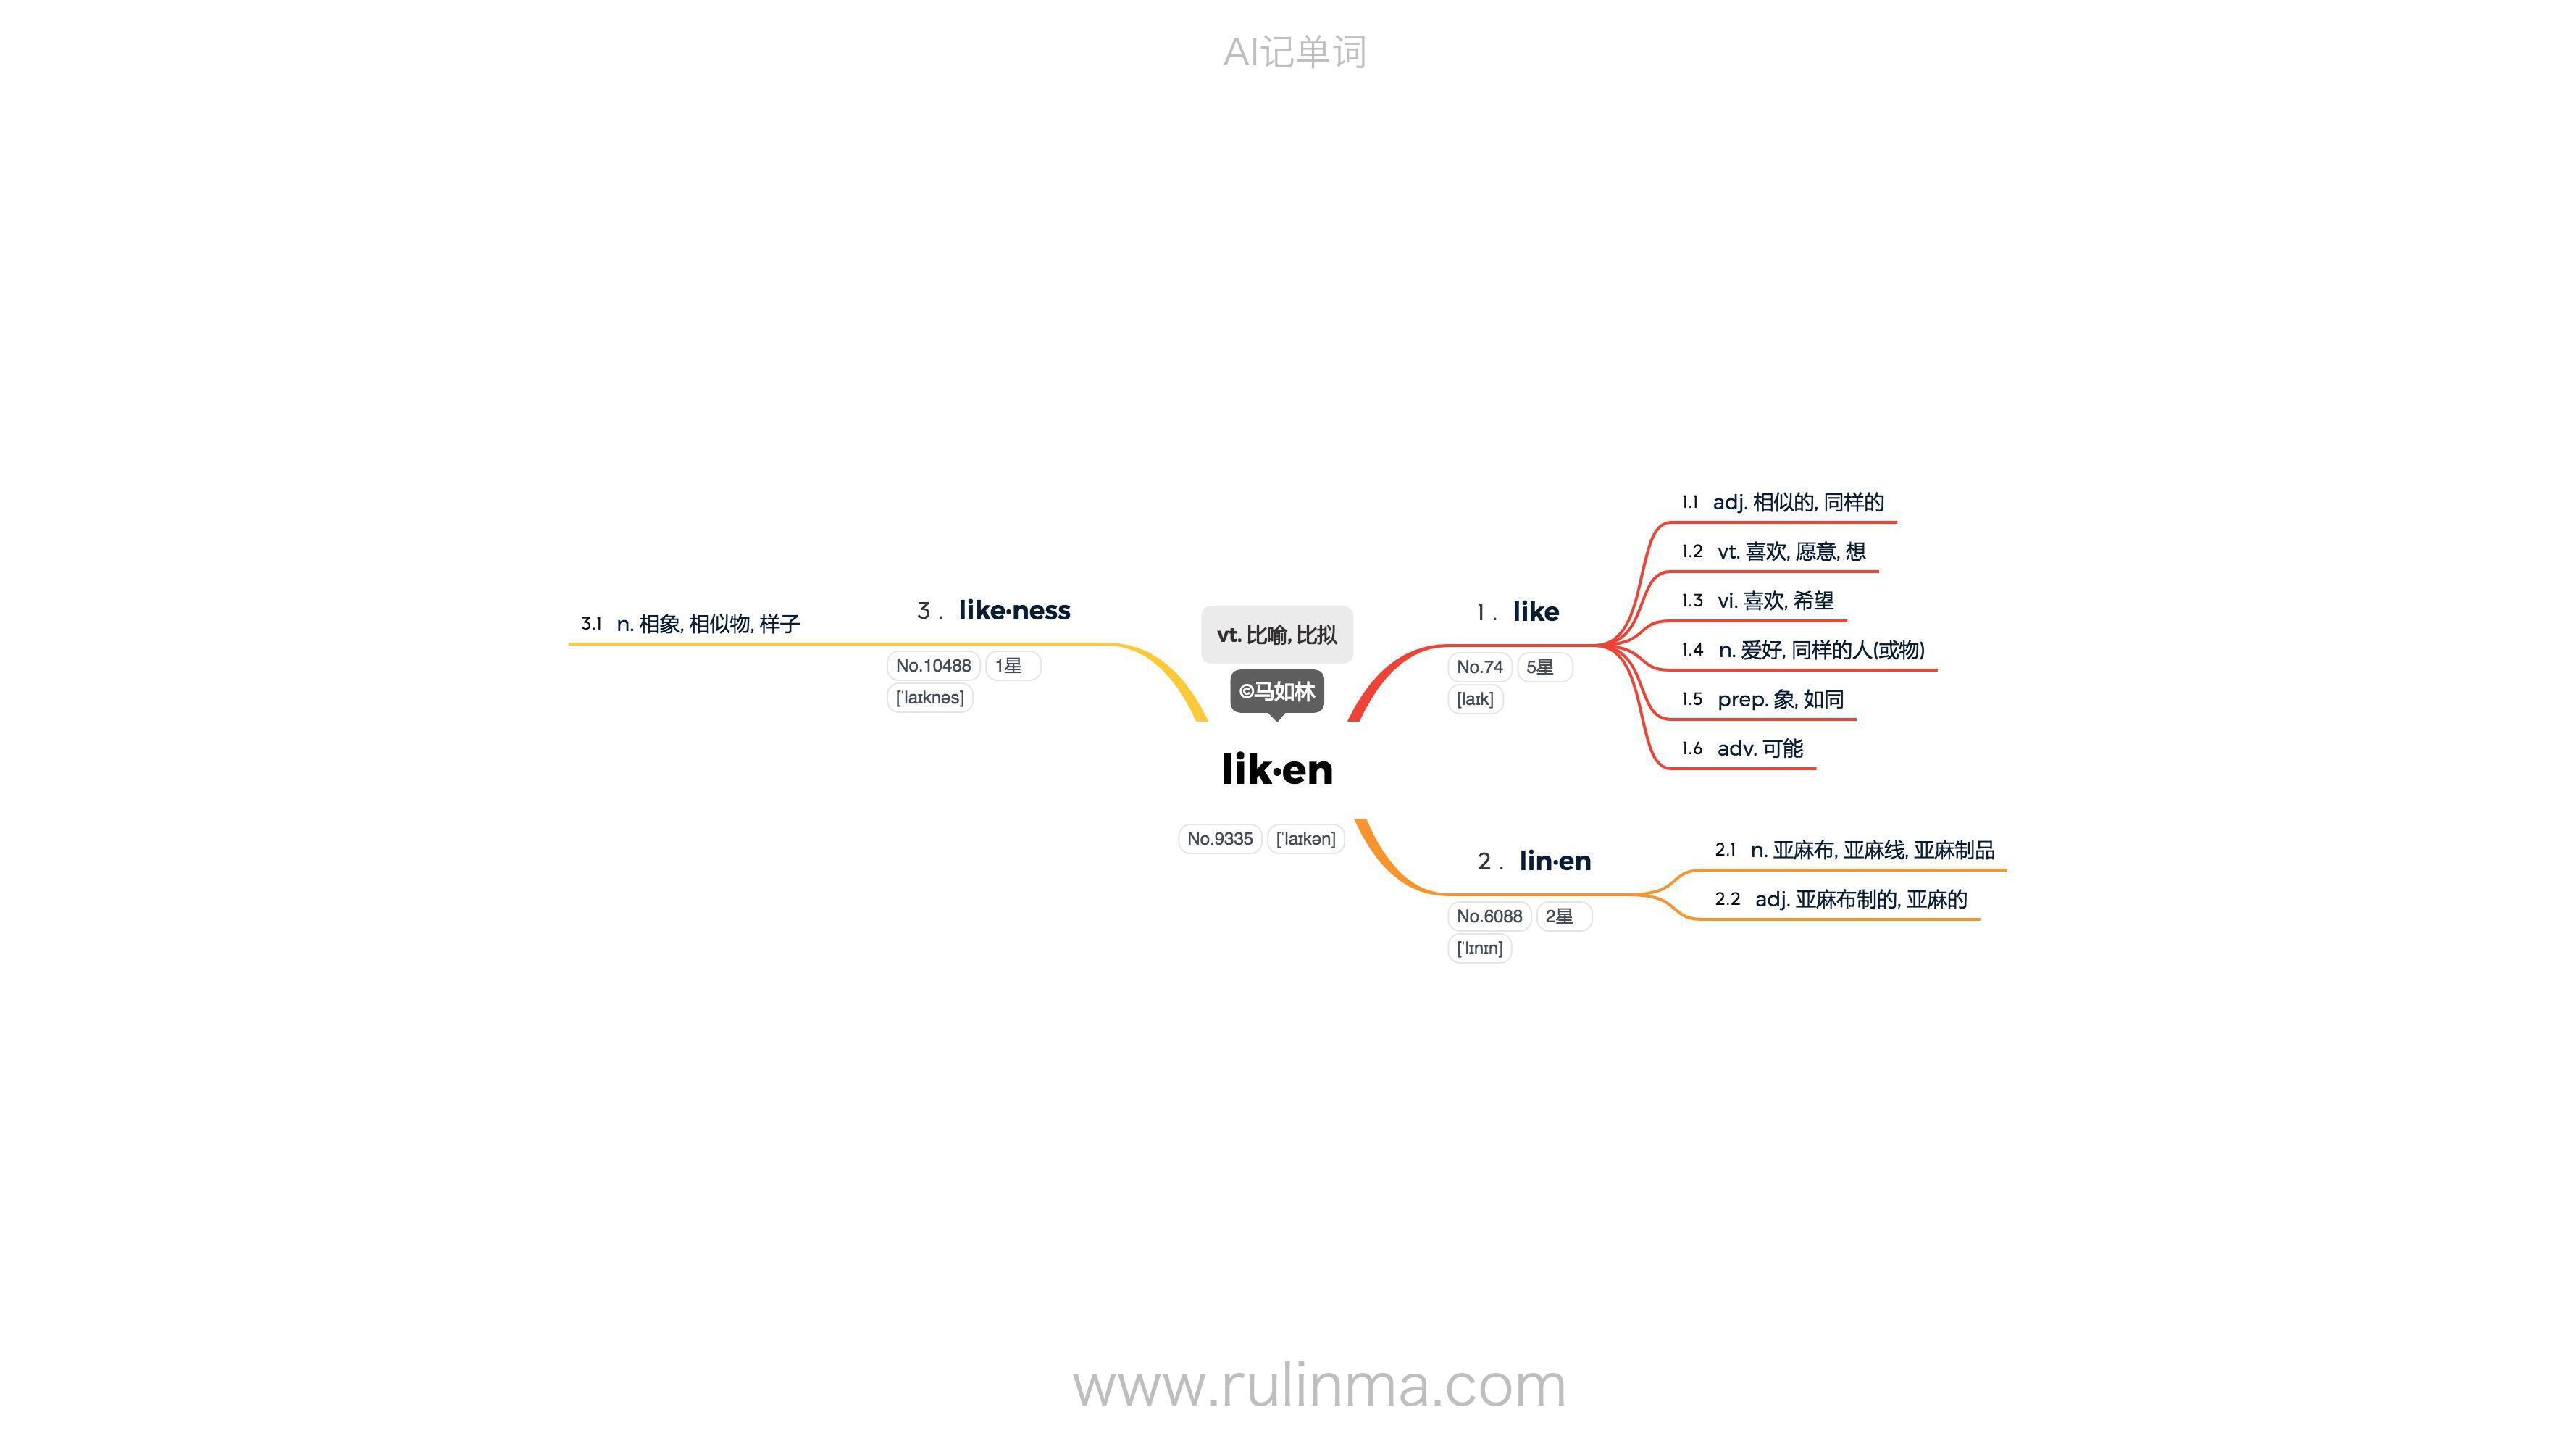 AI记单词
vt. 比喻, 比拟
©马如林
lik·en
No.9335 [ˈlaɪkən]
1. like
No.74 5星
[laɪk]
1.1 adj. 相似的, 同样的
1.2 vt. 喜欢, 愿意, 想
1.3 vi. 喜欢, 希望
1.4 n. 爱好, 同样的人(或物)
1.5 prep. 象, 如同
1.6 adv. 可能
2. lin·en
No.6088 2星
[ˈlɪnɪn]
2.1 n. 亚麻布, 亚麻线, 亚麻制品
2.2 adj. 亚麻布制的, 亚麻的
3. like·ness
No.10488 1星
[ˈlaɪknəs]
3.1 n. 相象, 相似物, 样子
www.rulinma.com